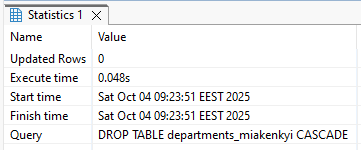 Statistics 1
Name Value
Updated Rows 0
Execute time 0.048s
Start time Sat Oct 04 09:23:51 EEST 2025
Finish time Sat Oct 04 09:23:51 EEST 2025
Query DROP TABLE departments_miakenkyi CASCADE